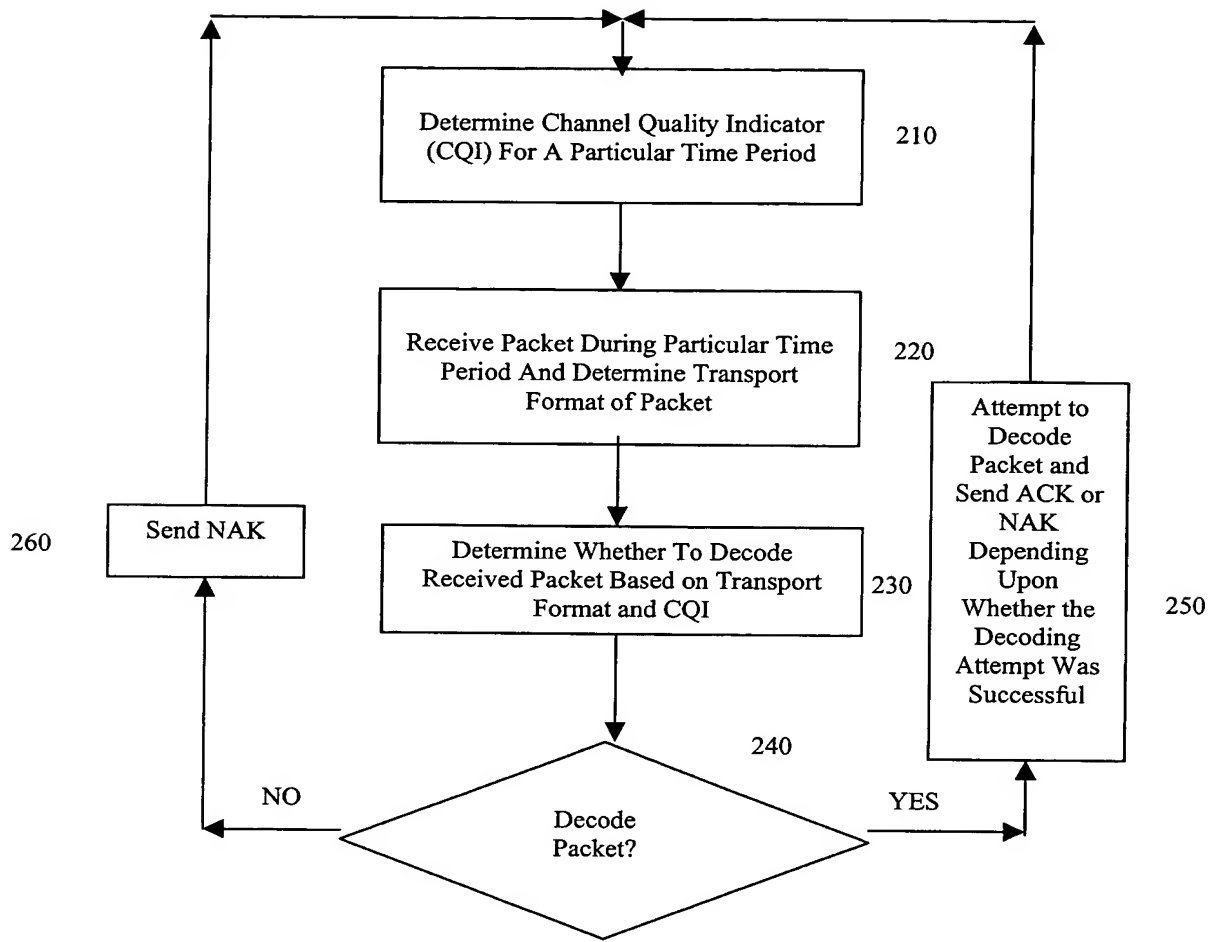 Determine Channel Quality Indicator
(CQI) For A Particular Time Period
210
Receive Packet During Particular Time
Period And Determine Transport
Format of Packet
220
Attempt to
Decode
Packet and
Send ACK or
NAK
Depending
Upon
Whether the
Decoding
Attempt Was
Successful
250
260
Send NAK
Determine Whether To Decode
Received Packet Based on Transport
Format and CQI
230
240
NO
YES
Decode
Packet?